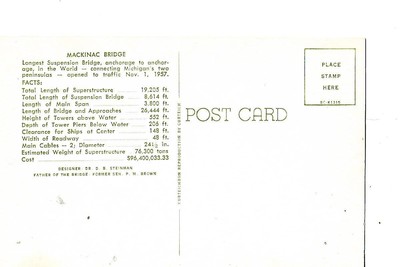 MACKINAC BRIDGE
Longest Suspension Bridge, anchorage to anchor-
age, in the World — connecting Michigan's two
peninsulas — opened to traffic Nov. 1, 1957.
FACTS:
Total Length of Superstructure 19,205 ft.
Total Length of Suspension Bridge 8,614 ft.
Length of Main Span 3,800 ft.
Length of Bridge and Approaches 26,444 ft.
Height of Towers above Water 552 ft.
Depth of Tower Piers Below Water 206 ft.
Clearance for Ships at Center 148 ft.
Width of Roadway 48 ft.
Main Cables — 2; Diameter 24½ in.
Estimated Weight of Superstructure 76,300 tons
Cost $96,400,033.33
DESIGNER DR. D. B. STEINMAN
FATHER OF THE BRIDGE FORMER SEN. P. M. BROWN
POST CARD
PLACE
STAMP
HERE